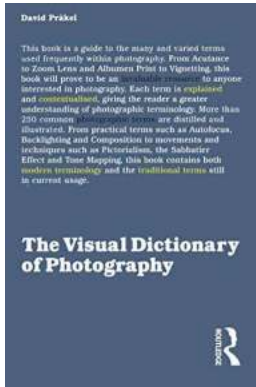 David Präkel
This book is a guide to the many and varied terms
used frequently within photography. From Acutance
to Zoom Lens and Albumen Print to Vignetting, this
book will prove to be an invaluable resource to anyone
interested in photography. Each term is explained
and contextualised, giving the reader a greater
understanding of photographic terminology. More than
250 common photographic terms are distilled and
illustrated. From practical terms such as Autofocus,
Backlighting and Composition to movements and
techniques such as Pictorialism, the Sabbatier
Effect and Tone Mapping, this book contains both
modern terminology and the traditional terms still
in current usage.
The Visual Dictionary
of Photography
ROUTLEDGE